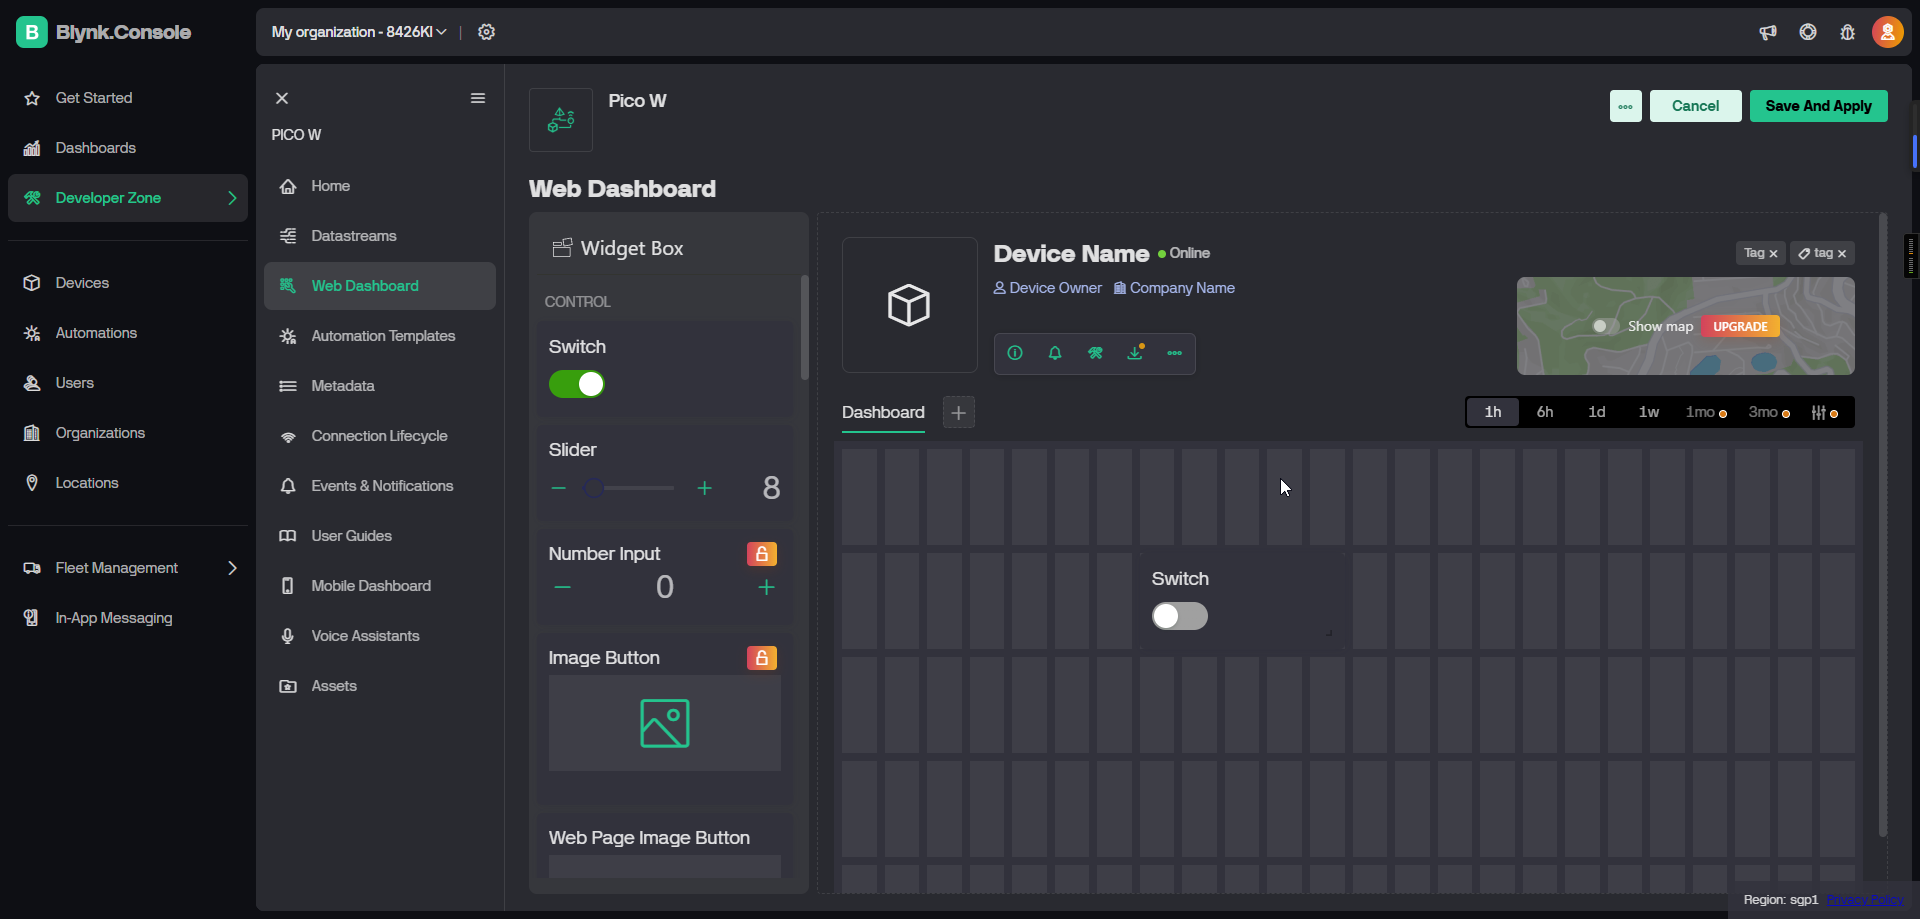 B Blynk.Console
My organization - 8426KI
Get Started
Dashboards
Developer Zone
Devices
Automations
Users
Organizations
Locations
Fleet Management
In-App Messaging
PICO W
Home
Datastreams
Web Dashboard
Automation Templates
Metadata
Connection Lifecycle
Events & Notifications
User Guides
Mobile Dashboard
Voice Assistants
Assets
Pico W
Cancel
Save And Apply
Web Dashboard
Widget Box
CONTROL
Switch
Slider
8
Number Input
0
Image Button
Web Page Image Button
Device Name Online
Device Owner Company Name
Tag tag
Show map UPGRADE
Dashboard
1h 6h 1d 1w 1mo 3mo
Switch
Region: sgp1 Privacy Policy